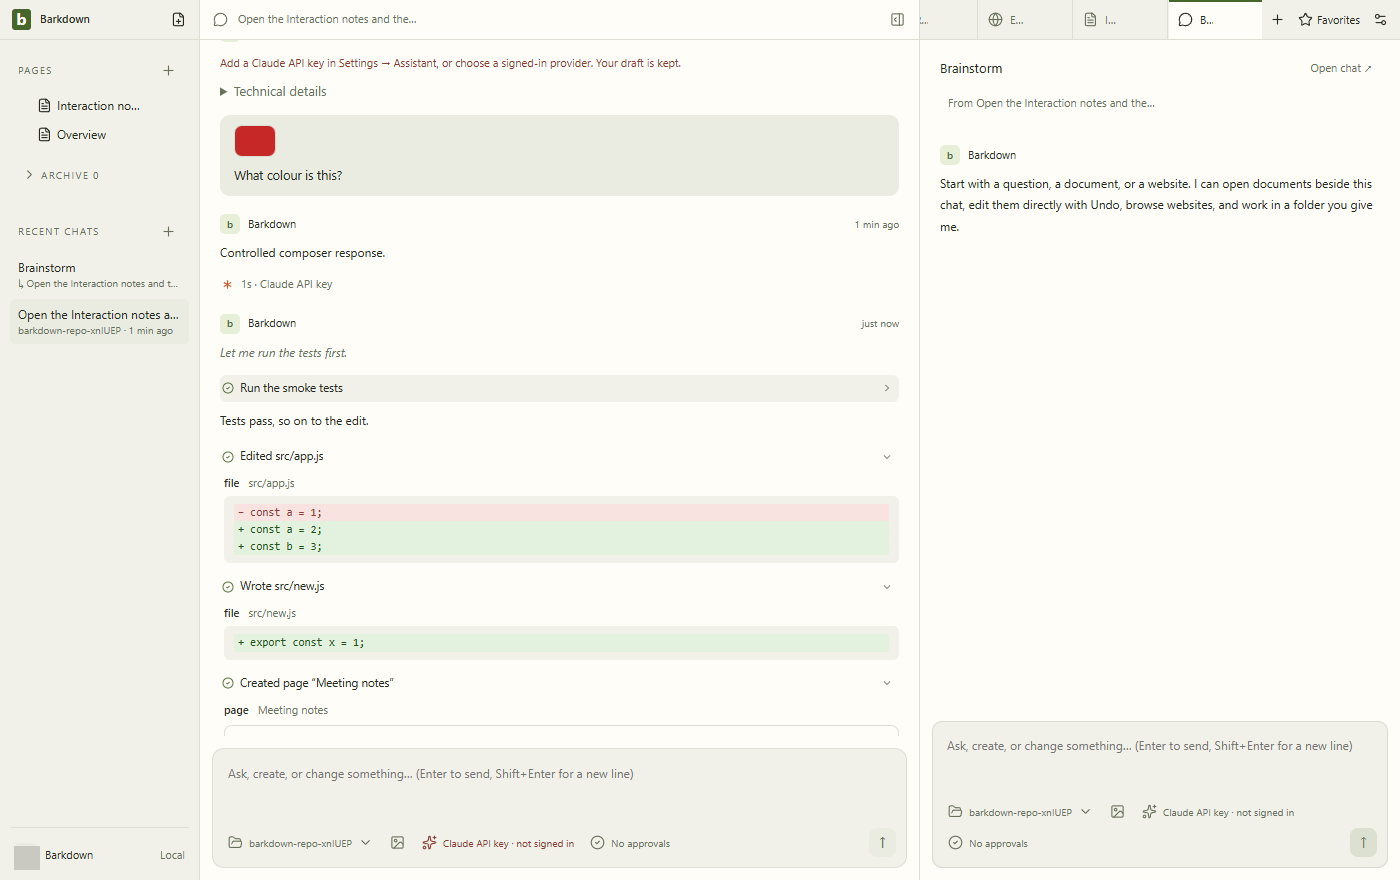 b Barkdown
PAGES
Interaction no...
Overview
ARCHIVE 0
RECENT CHATS
Brainstorm
↳ Open the Interaction notes and t...
Open the Interaction notes a...
barkdown-repo-xnIUEP · 1 min ago
Barkdown Local
Open the Interaction notes and the...
Add a Claude API key in Settings → Assistant, or choose a signed-in provider. Your draft is kept.
Technical details
What colour is this?
b Barkdown 1 min ago
Controlled composer response.
1s · Claude API key
b Barkdown just now
Let me run the tests first.
Run the smoke tests
Tests pass, so on to the edit.
Edited src/app.js
file src/app.js
- const a = 1;
+ const a = 2;
+ const b = 3;
Wrote src/new.js
file src/new.js
+ export const x = 1;
Created page “Meeting notes”
page Meeting notes
Ask, create, or change something... (Enter to send, Shift+Enter for a new line)
barkdown-repo-xnIUEP Claude API key · not signed in No approvals
E... I... B... Favorites
Brainstorm Open chat ↗
From Open the Interaction notes and the...
b Barkdown
Start with a question, a document, or a website. I can open documents beside this
chat, edit them directly with Undo, browse websites, and work in a folder you give
me.
Ask, create, or change something... (Enter to send, Shift+Enter for a new line)
barkdown-repo-xnIUEP Claude API key · not signed in
No approvals